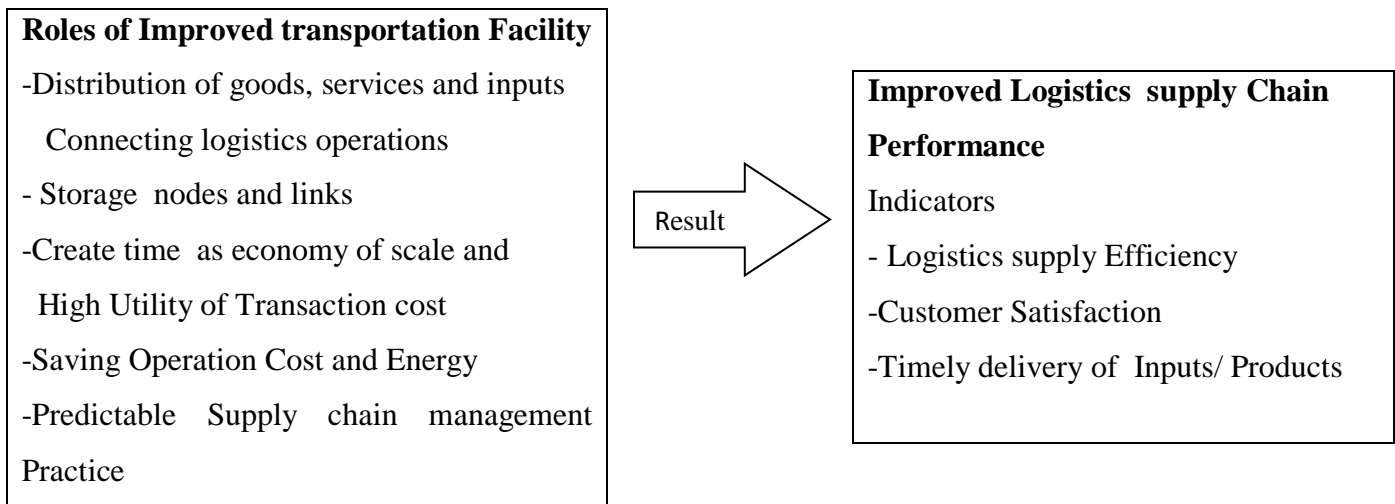 Roles of Improved transportation Facility
-Distribution of goods, services and inputs
Connecting logistics operations
- Storage nodes and links
-Create time as economy of scale and
High Utility of Transaction cost
-Saving Operation Cost and Energy
-Predictable Supply chain management
Practice
Result
Improved Logistics supply Chain
Performance
Indicators
- Logistics supply Efficiency
-Customer Satisfaction
-Timely delivery of Inputs/ Products